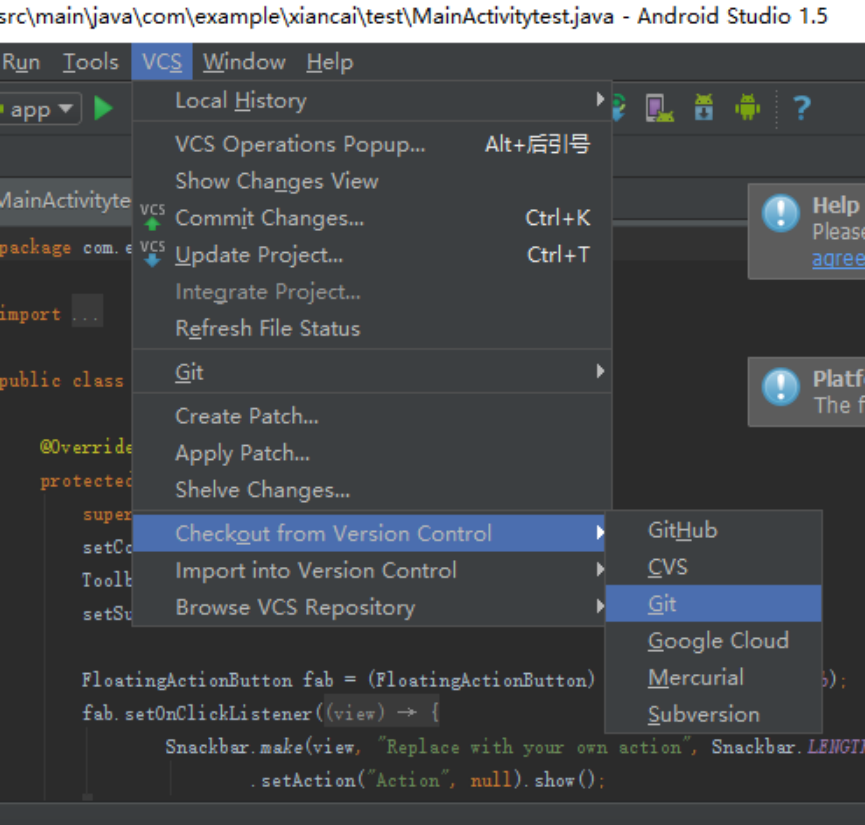 src\main\java\com\example\xiancai\test\MainActivitytest.java - Android Studio 1.5
Run Tools VCS Window Help
app
Local History
VCS Operations Popup... Alt+后引号
Show Changes View
VCS Commit Changes... Ctrl+K
VCS Update Project... Ctrl+T
Integrate Project...
Refresh File Status
Git
Create Patch...
Apply Patch...
Shelve Changes...
Checkout from Version Control
Import into Version Control
Browse VCS Repository
GitHub
CVS
Git
Google Cloud
Mercurial
Subversion
MainActivityte
Help
Please
agree
Platf
The f
package com.e
import ...
public class
@Override
protected
super
setCo
Toolb
setSu
FloatingActionButton fab = (FloatingActionButton) );
fab.setOnClickListener((view) → {
Snackbar.make(view, "Replace with your own action", Snackbar.LENGTH
.setAction("Action", null).show();